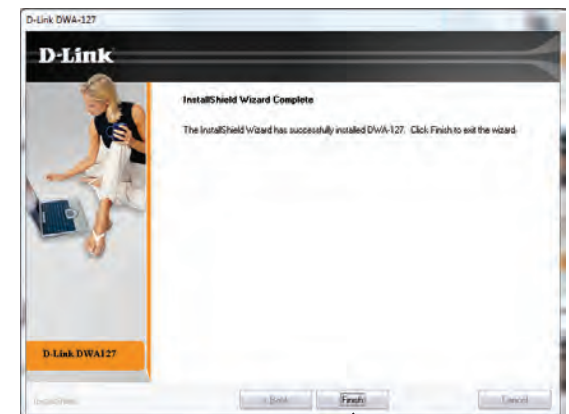 D-Link DWA-127
D-Link
InstallShield Wizard Complete
The InstallShield Wizard has successfully installed DWA-127. Click Finish to exit the wizard.
D-Link DWA127
InstallShield
< Back
Finish
Cancel